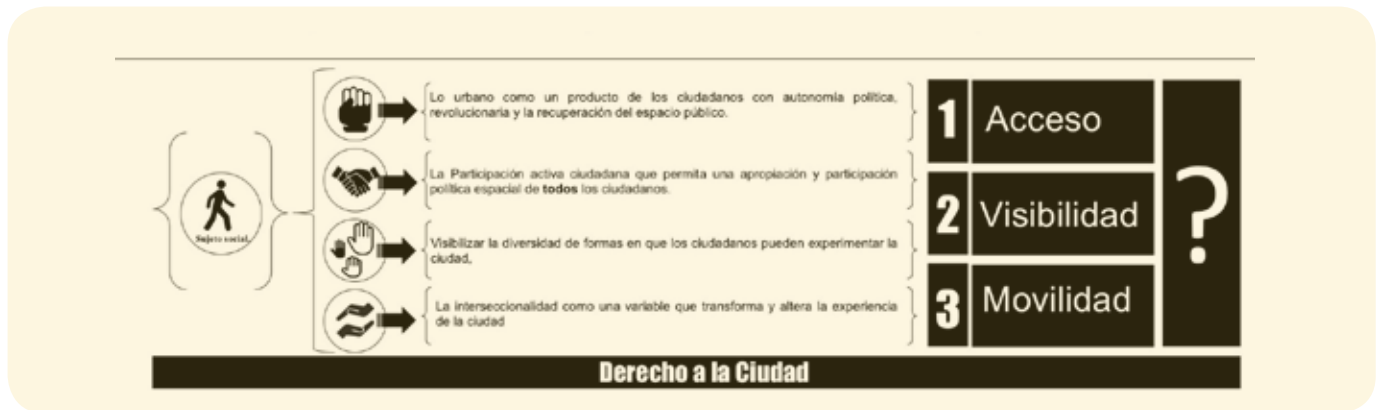 Sujeto social,
Lo urbano como un producto de los ciudadanos con autonomía política,
revolucionaria y la recuperación del espacio público.
La Participación activa ciudadana que permita una apropiación y participación
política espacial de todos los ciudadanos.
Visibilizar la diversidad de formas en que los ciudadanos pueden experimentar la
ciudad,
La interseccionalidad como una variable que transforma y altera la experiencia
de la ciudad
1 Acceso
2 Visibilidad
3 Movilidad
?
Derecho a la Ciudad